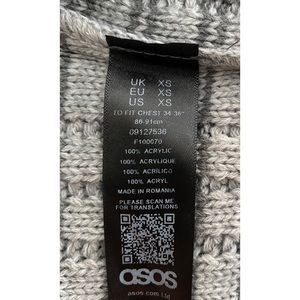 UK XS
EU XS
US XS
TO FIT CHEST 34-36"
86-91cm
09127536
F100070
100% ACRYLIC
100% ACRYLIQUE
100% ACRÍLICO
100% ACRYL
MADE IN ROMANIA
PLEASE SCAN ME
FOR TRANSLATIONS
asos